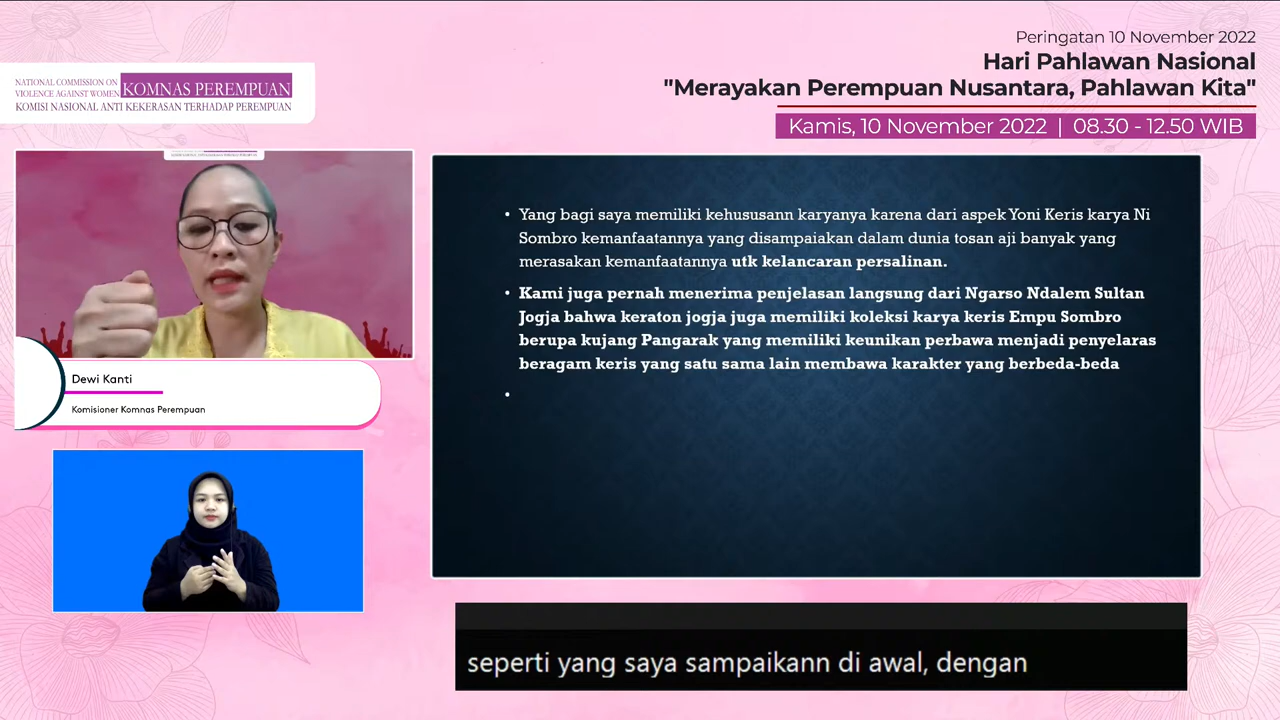 Peringatan 10 November 2022
Hari Pahlawan Nasional
"Merayakan Perempuan Nusantara, Pahlawan Kita"
Kamis, 10 November 2022 | 08.30 - 12.50 WIB
NATIONAL COMMISSION ON
VIOLENCE AGAINST WOMEN
KOMNAS PEREMPUAN
KOMISI NASIONAL ANTI KEKERASAN TERHADAP PEREMPUAN
Dewi Kanti
Komisioner Komnas Perempuan
• Yang bagi saya memiliki kehususann karyanya karena dari aspek Yoni Keris karya Ni
Sombro kemanfaatannya yang disampaiakan dalam dunia tosan aji banyak yang
merasakan kemanfaatannya utk kelancaran persalinan.
• Kami juga pernah menerima penjelasan langsung dari Ngarso Ndalem Sultan
Jogja bahwa keraton jogja juga memiliki koleksi karya keris Empu Sombro
berupa kujang Pangarak yang memiliki keunikan perbawa menjadi penyelaras
beragam keris yang satu sama lain membawa karakter yang berbeda-beda
•
seperti yang saya sampaikann di awal, dengan